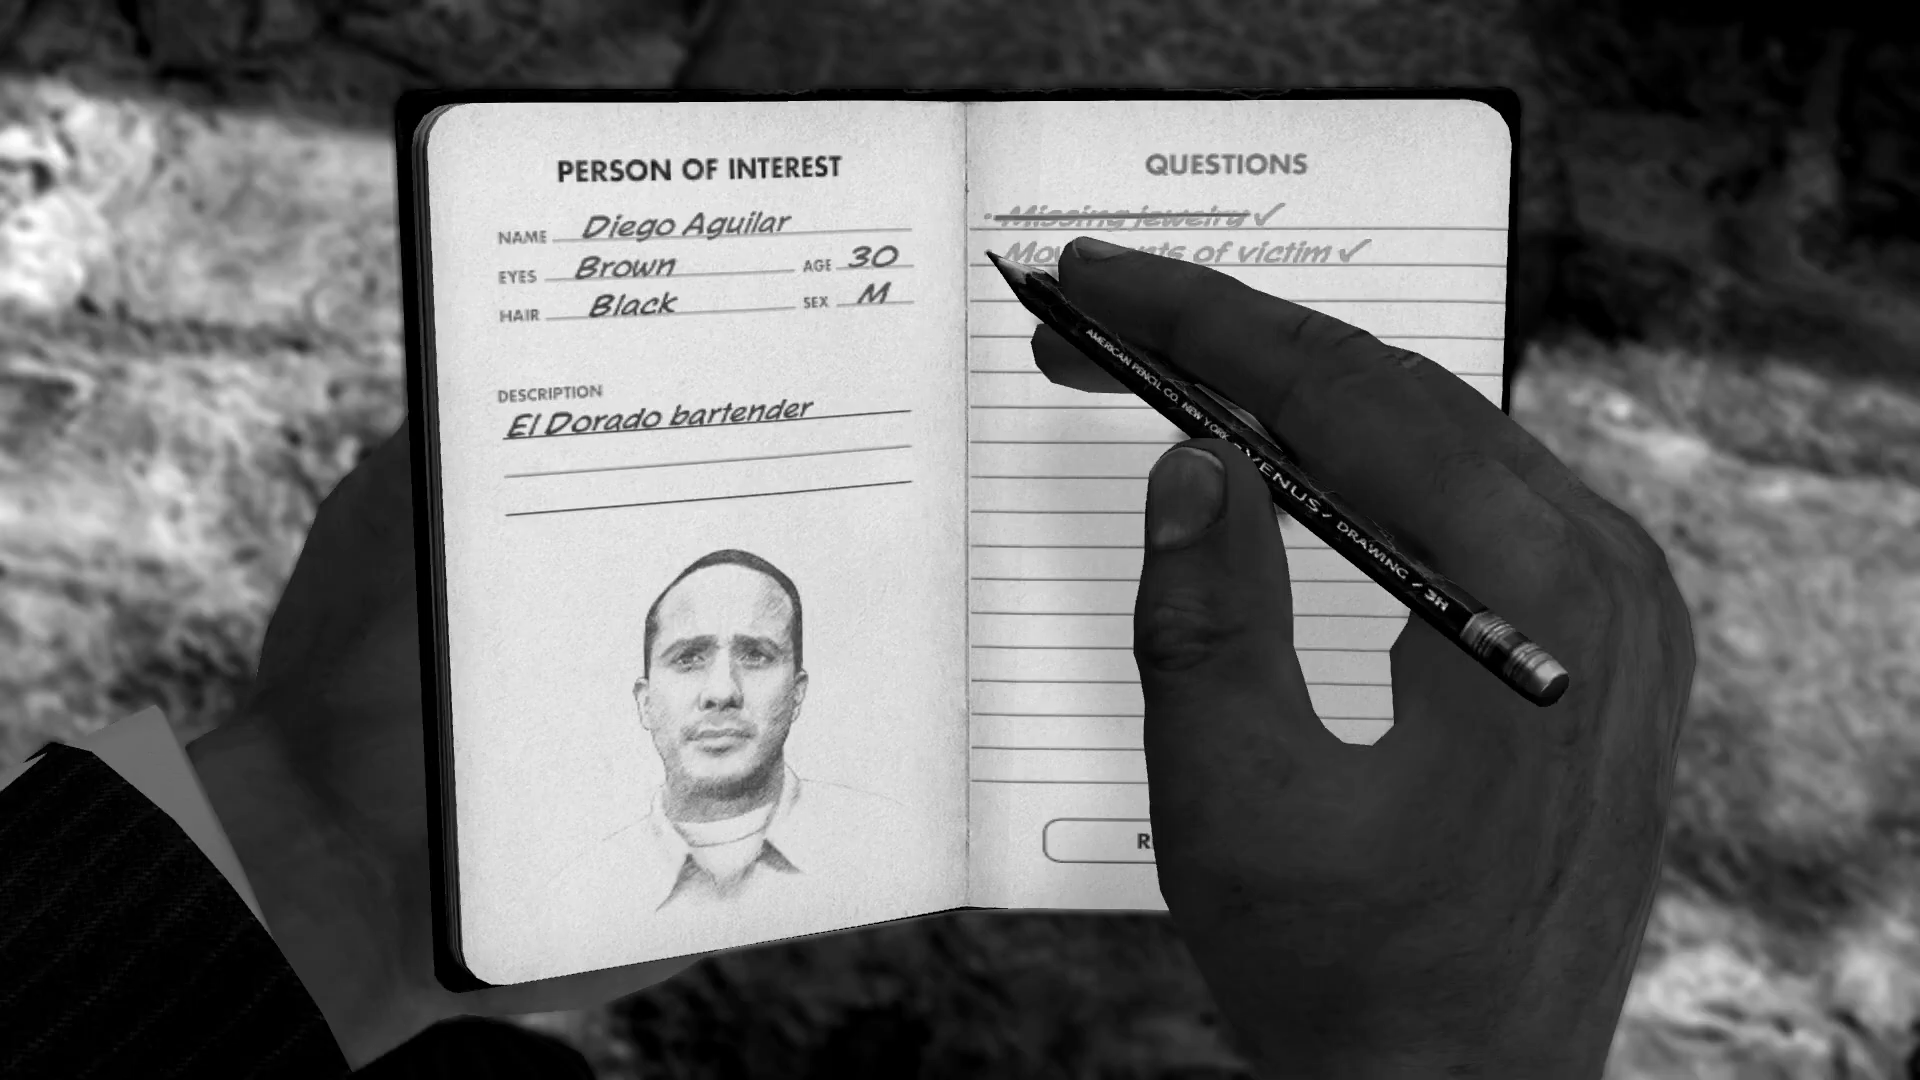 PERSON OF INTEREST
NAME Diego Aguilar
EYES Brown AGE 30
HAIR Black SEX M
DESCRIPTION
El Dorado bartender
QUESTIONS
Missing jewelry ✓
of victim ✓
AMERICAN PENCIL CO. NEW YORK VENUS / DRAWING / 3H